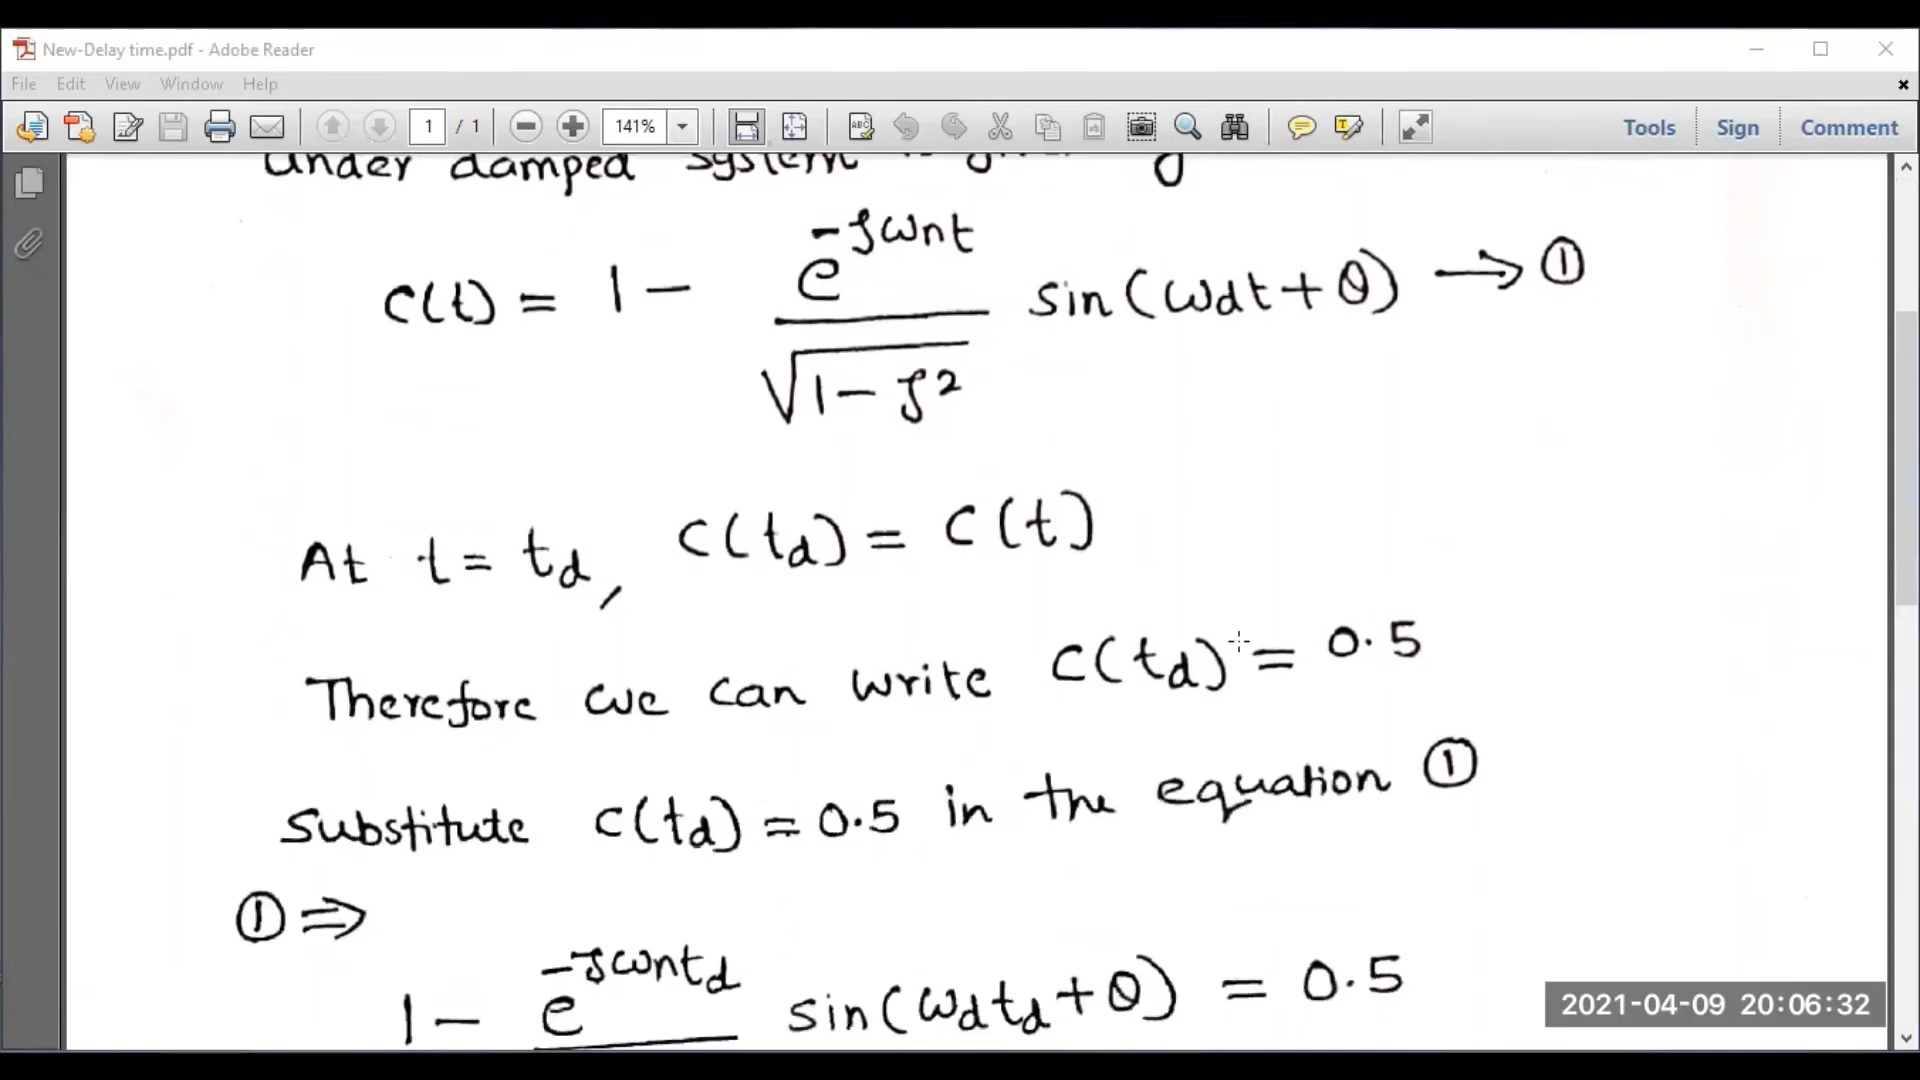 New-Delay time.pdf - Adobe Reader
File Edit View Window Help
1 / 1 141% Tools Sign Comment
Under damped system
C(t) = 1 - e^{-ζωnt} / √(1-ζ²) sin(ωdt+θ) → ①
At t = td, C(td) = C(t)
Therefore we can write C(td) = 0.5
Substitute C(td) = 0.5 in the equation ①
① ⇒
1 - e^{-ζωntd} sin(ωdtd+θ) = 0.5
2021-04-09 20:06:32